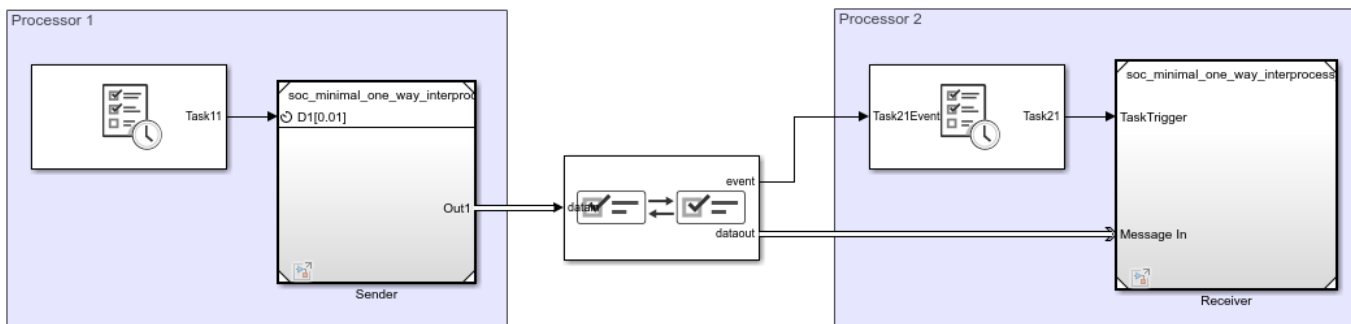 Processor 1
Task11
soc_minimal_one_way_interproc
D1[0.01]
Out1
Sender
datain
event
dataout
Processor 2
Task21Event
Task21
soc_minimal_one_way_interprocess
TaskTrigger
Message In
Receiver